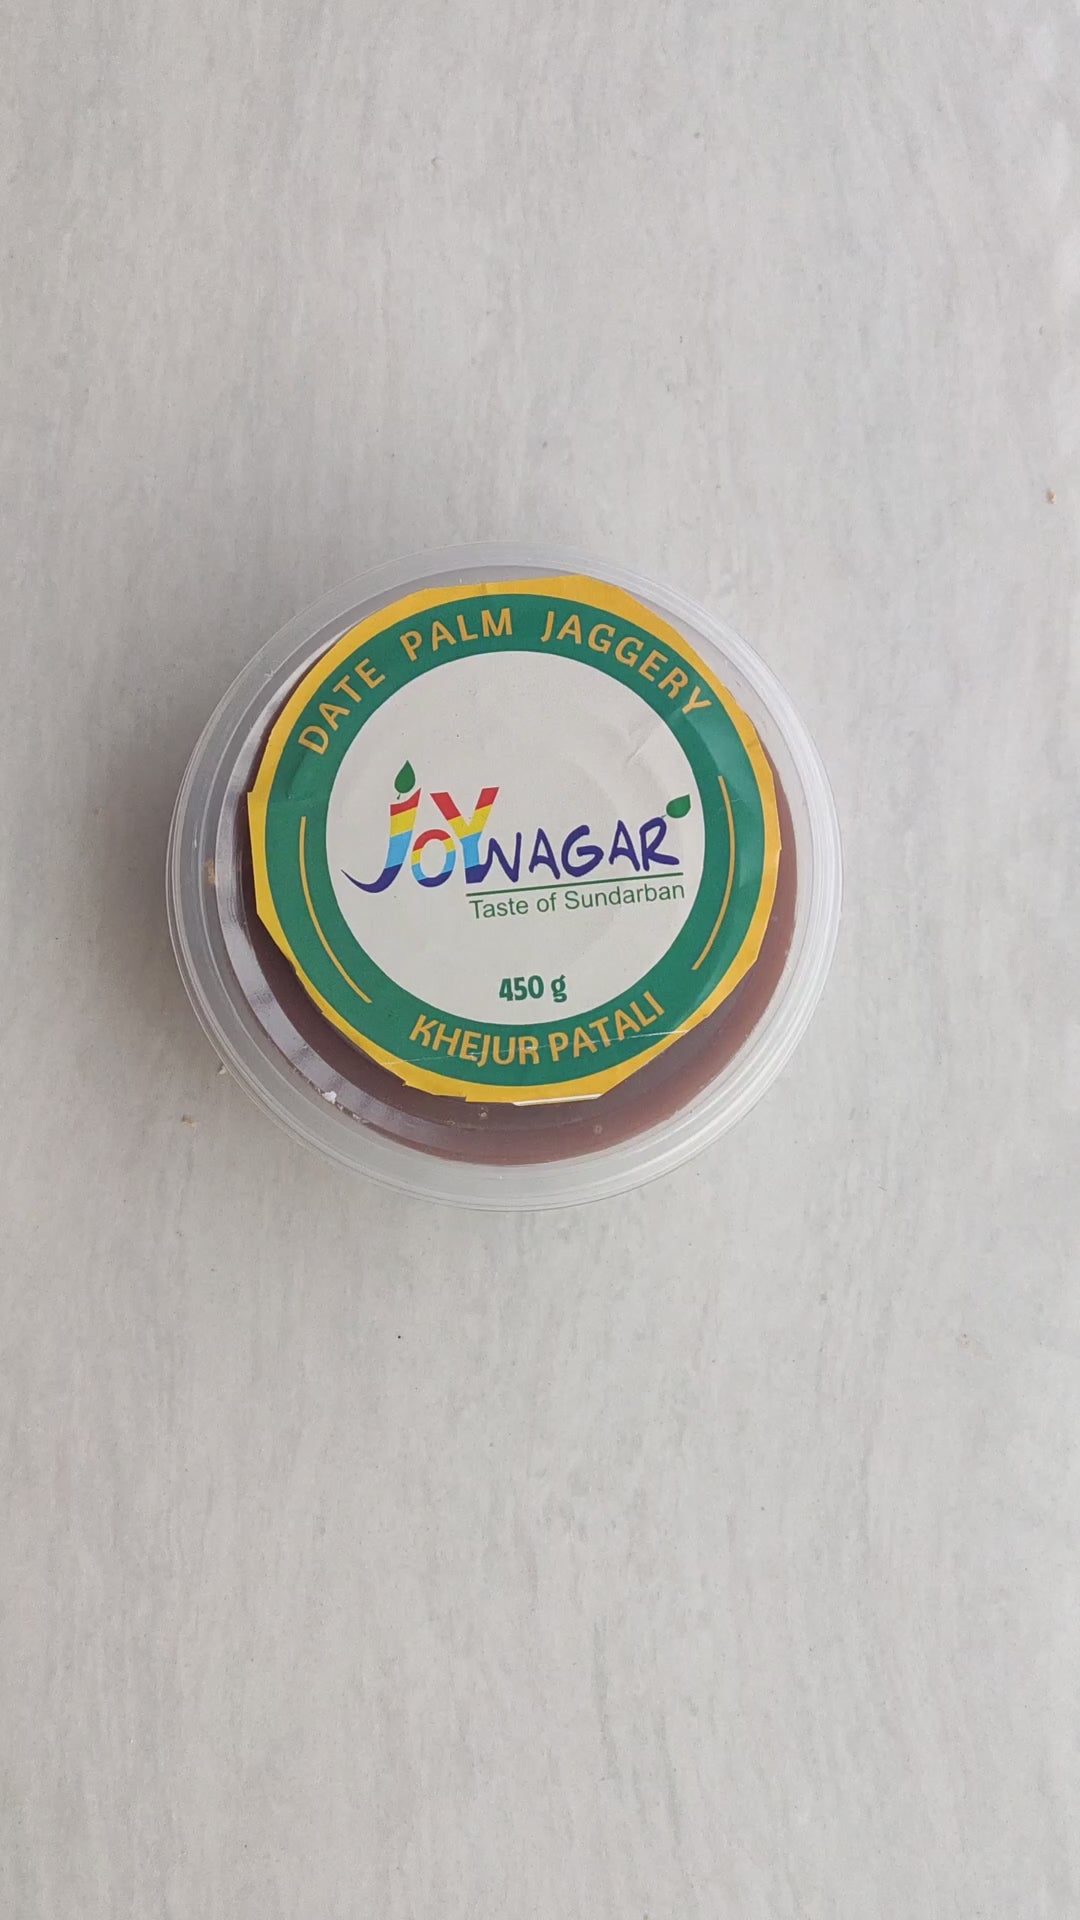 DATE PALM JAGGERY
JOYNAGAR
Taste of Sundarban
450 g
KHEJUR PATALI